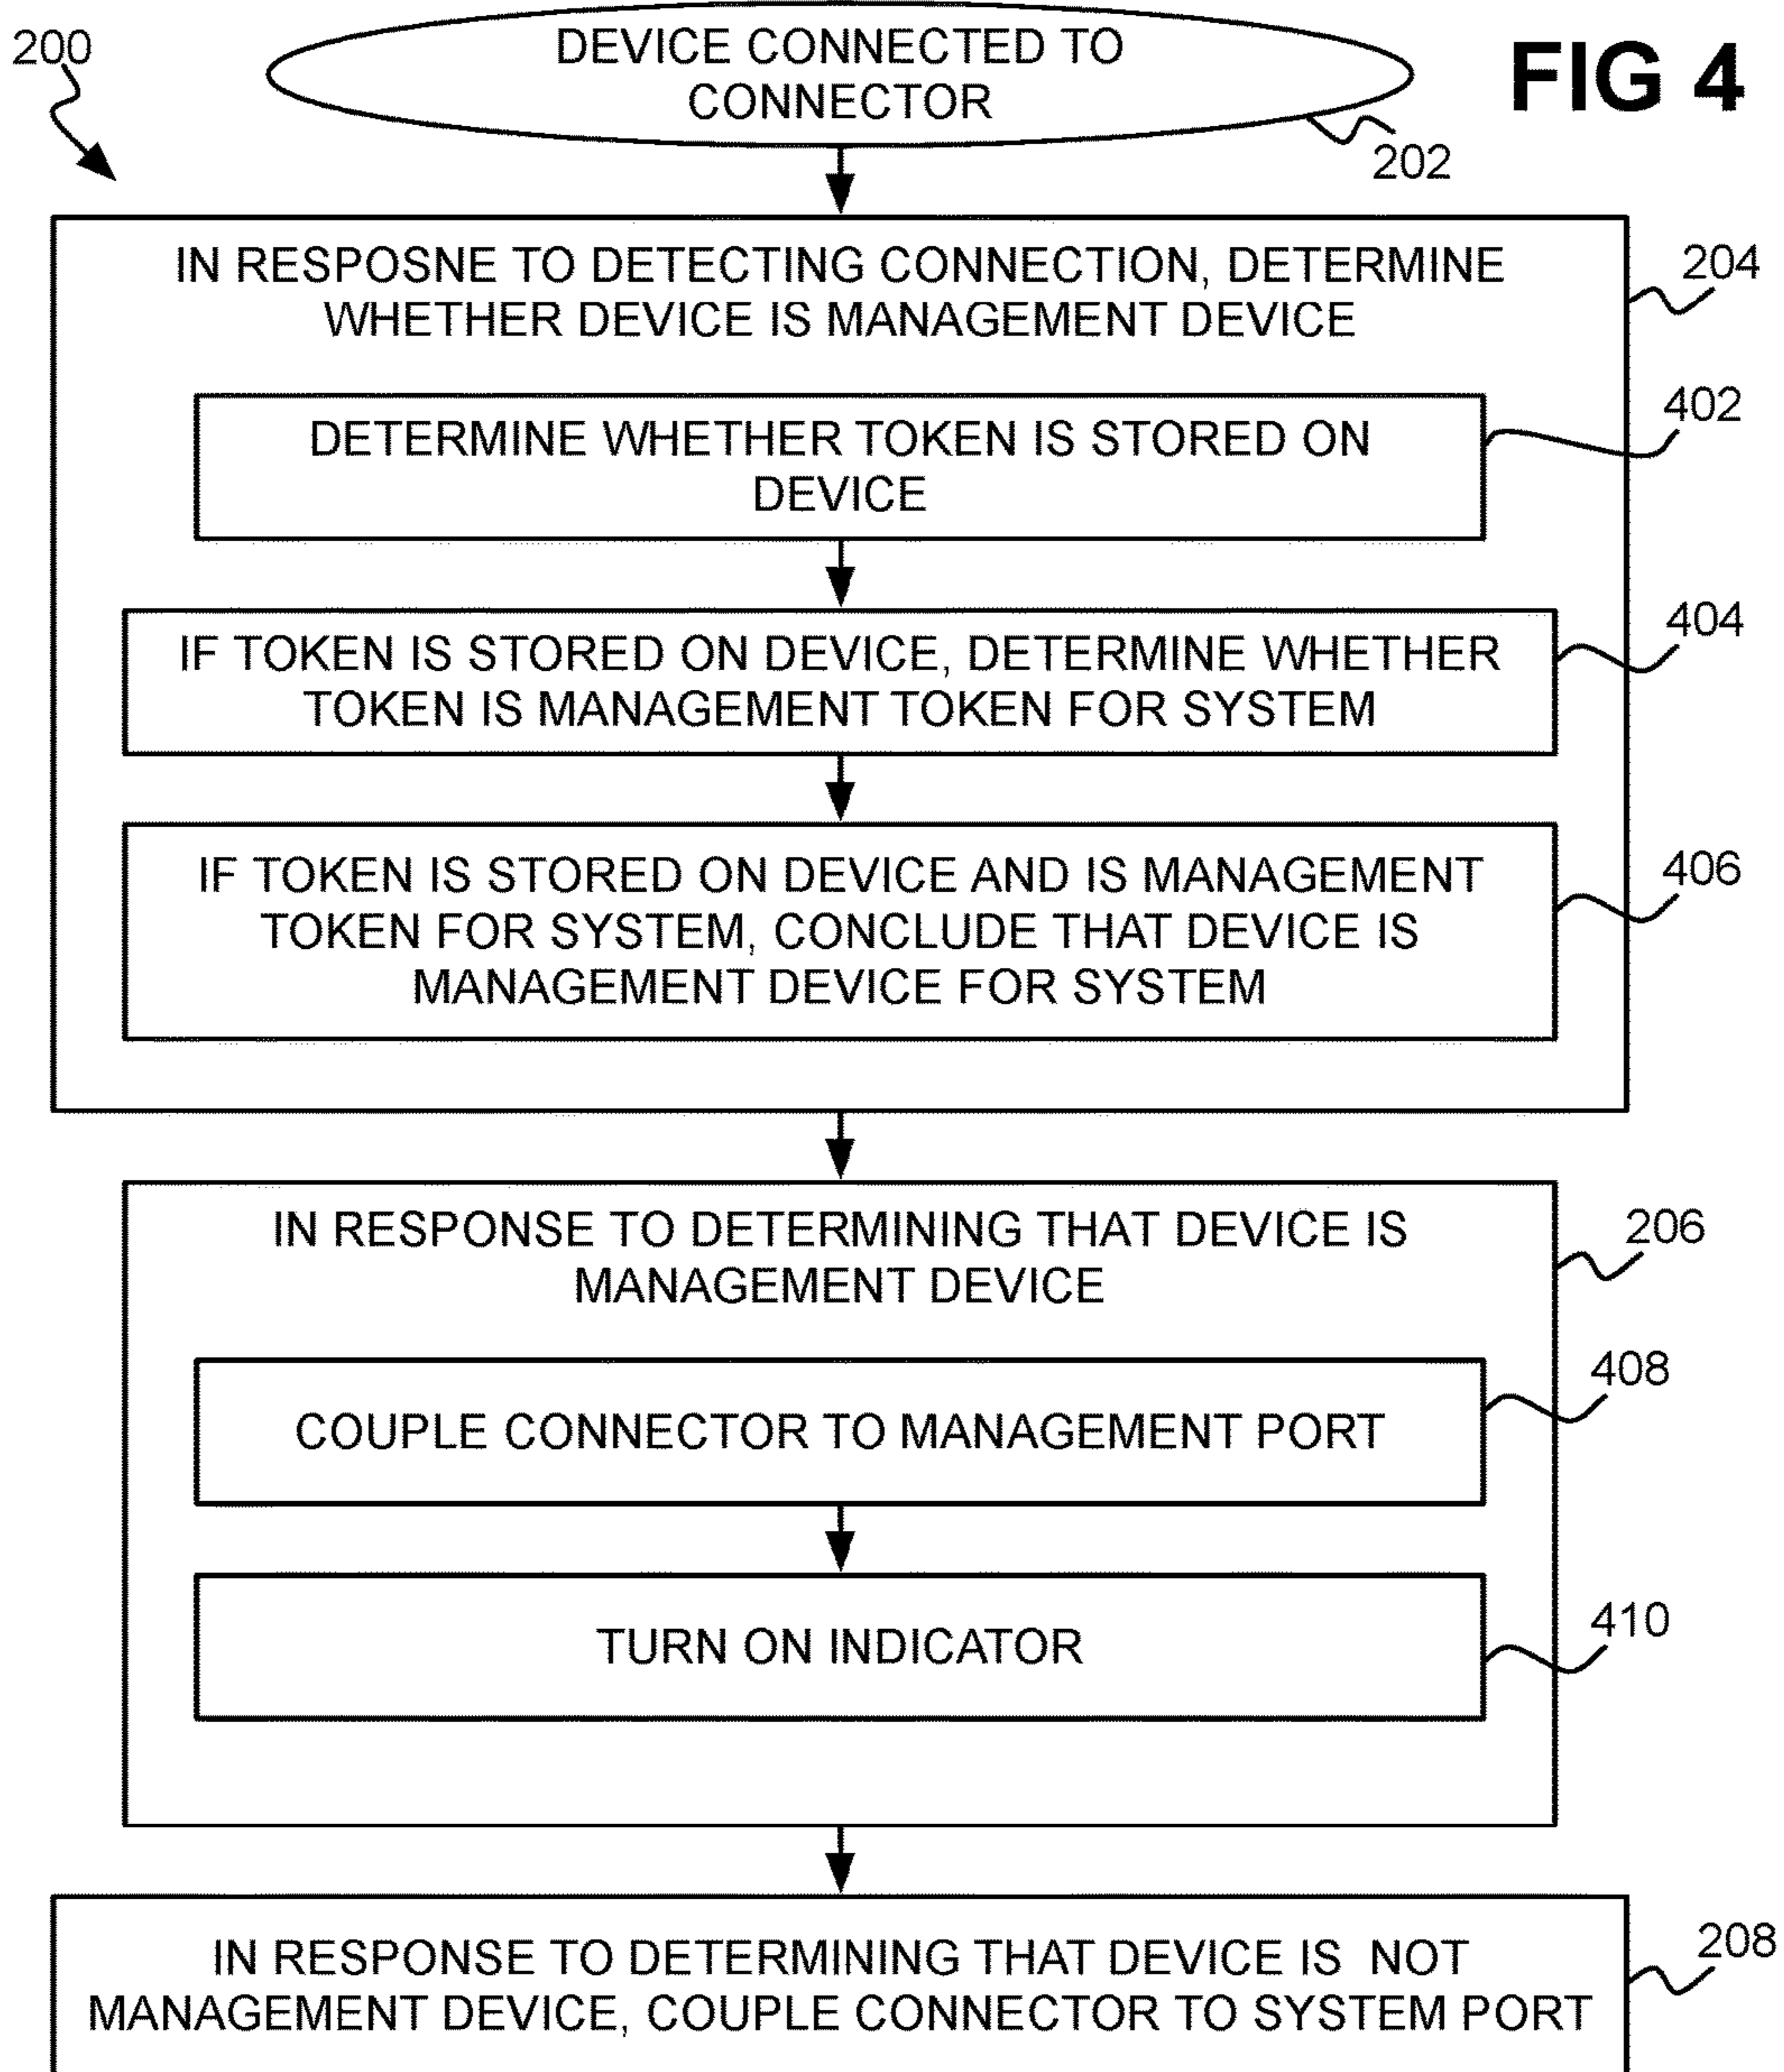 200
DEVICE CONNECTED TO
CONNECTOR
FIG 4
202
IN RESPOSNE TO DETECTING CONNECTION, DETERMINE
WHETHER DEVICE IS MANAGEMENT DEVICE
204
DETERMINE WHETHER TOKEN IS STORED ON
DEVICE
402
IF TOKEN IS STORED ON DEVICE, DETERMINE WHETHER
TOKEN IS MANAGEMENT TOKEN FOR SYSTEM
404
IF TOKEN IS STORED ON DEVICE AND IS MANAGEMENT
TOKEN FOR SYSTEM, CONCLUDE THAT DEVICE IS
MANAGEMENT DEVICE FOR SYSTEM
406
IN RESPONSE TO DETERMINING THAT DEVICE IS
MANAGEMENT DEVICE
206
COUPLE CONNECTOR TO MANAGEMENT PORT
408
TURN ON INDICATOR
410
IN RESPONSE TO DETERMINING THAT DEVICE IS NOT
MANAGEMENT DEVICE, COUPLE CONNECTOR TO SYSTEM PORT
208